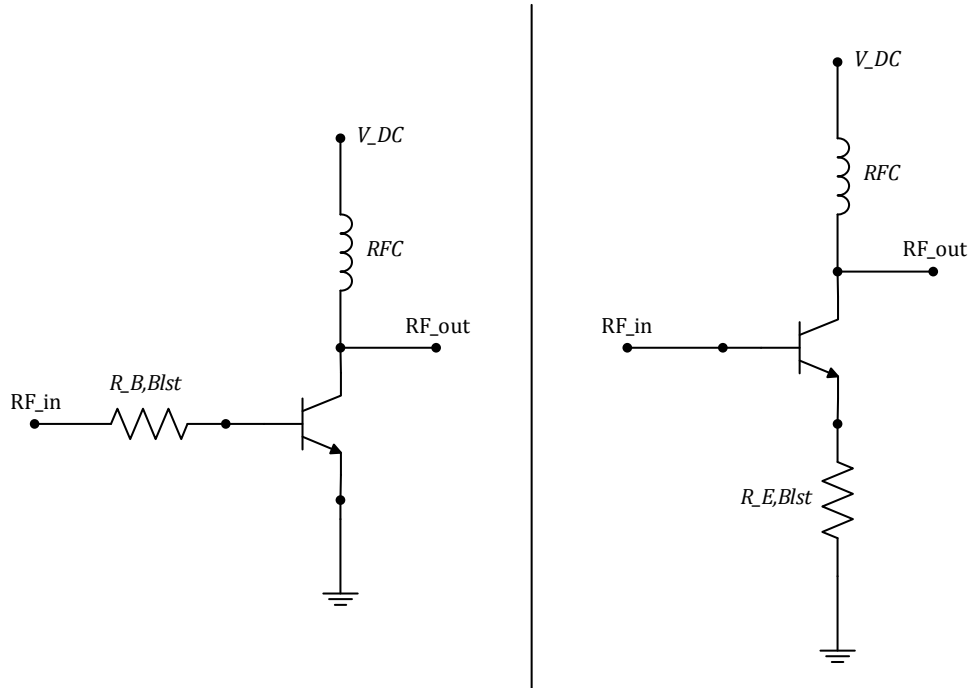 V_DC
RFC
RF_out
R_B,Blst
RF_in
V_DC
RFC
RF_out
RF_in
R_E,Blst